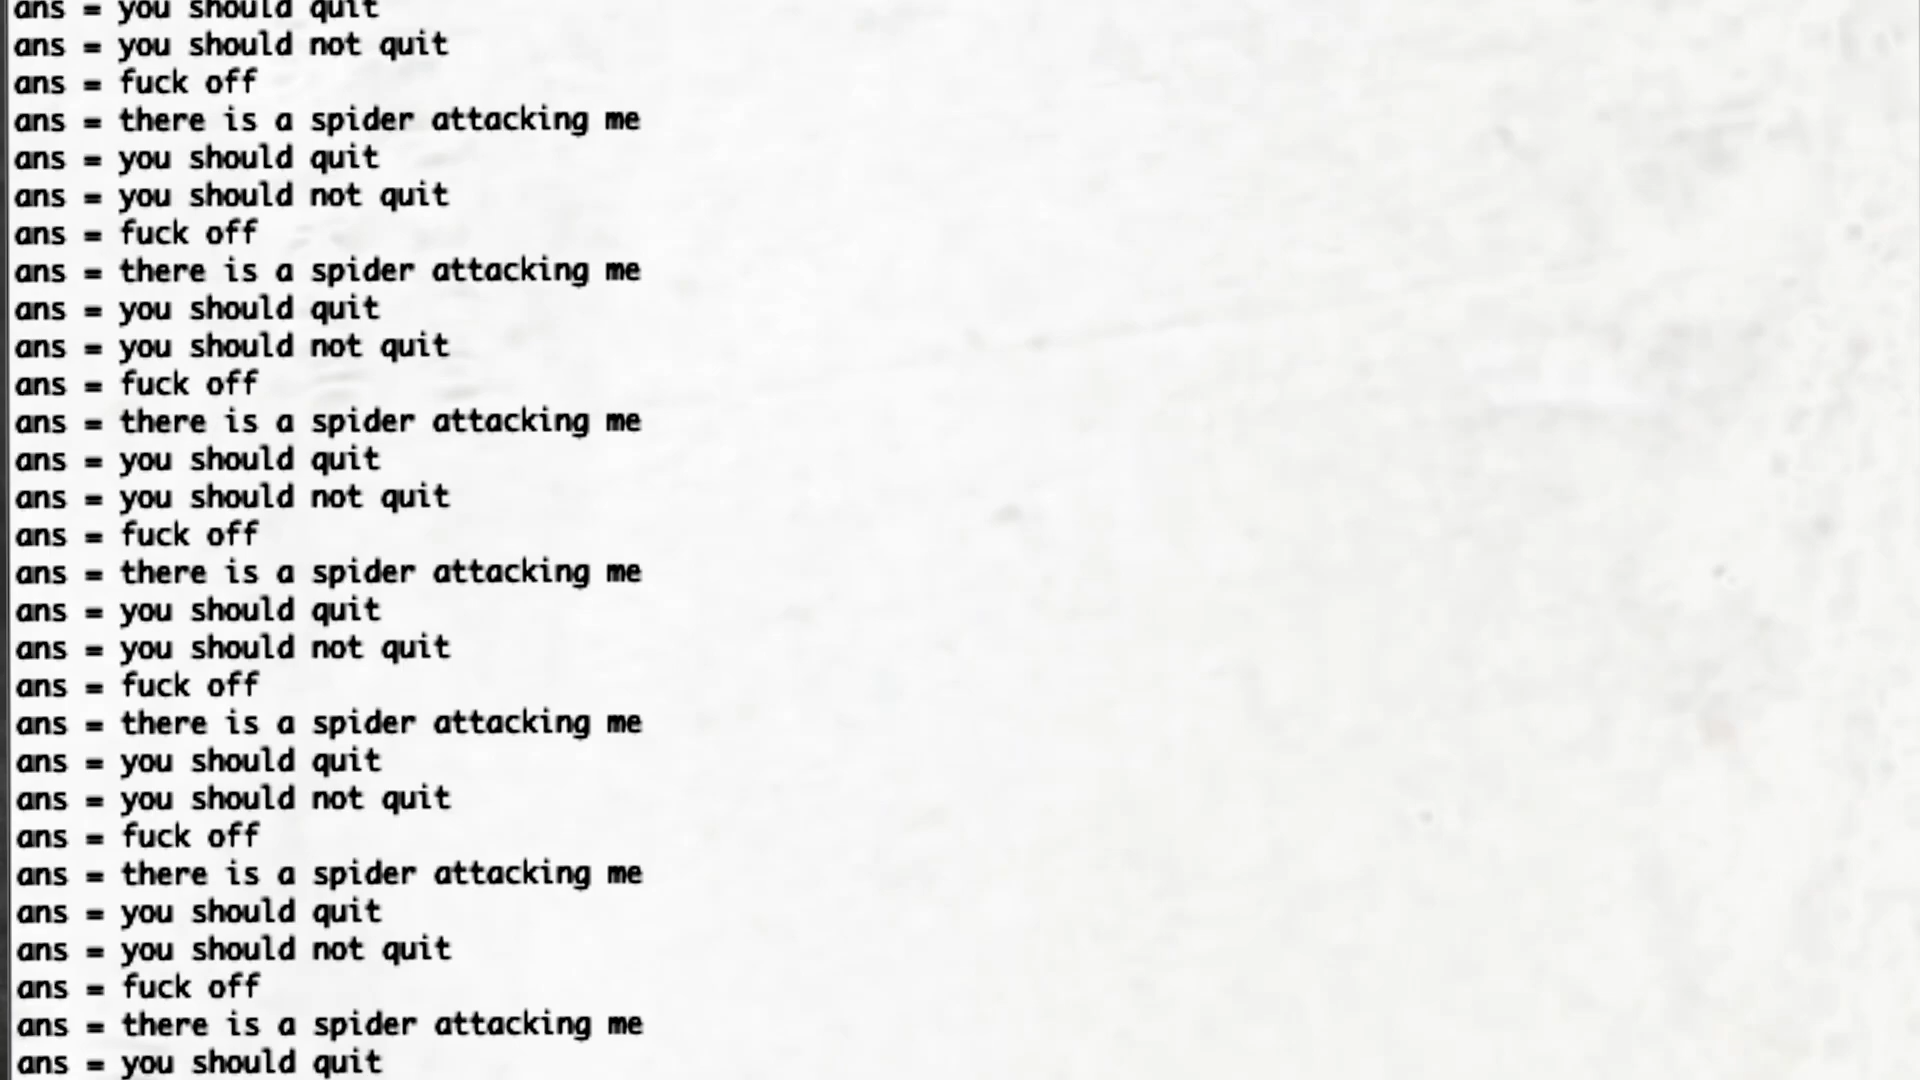 ans = you should quit
ans = you should not quit
ans = fuck off
ans = there is a spider attacking me
ans = you should quit
ans = you should not quit
ans = fuck off
ans = there is a spider attacking me
ans = you should quit
ans = you should not quit
ans = fuck off
ans = there is a spider attacking me
ans = you should quit
ans = you should not quit
ans = fuck off
ans = there is a spider attacking me
ans = you should quit
ans = you should not quit
ans = fuck off
ans = there is a spider attacking me
ans = you should quit
ans = you should not quit
ans = fuck off
ans = there is a spider attacking me
ans = you should quit
ans = you should not quit
ans = fuck off
ans = there is a spider attacking me
ans = you should quit